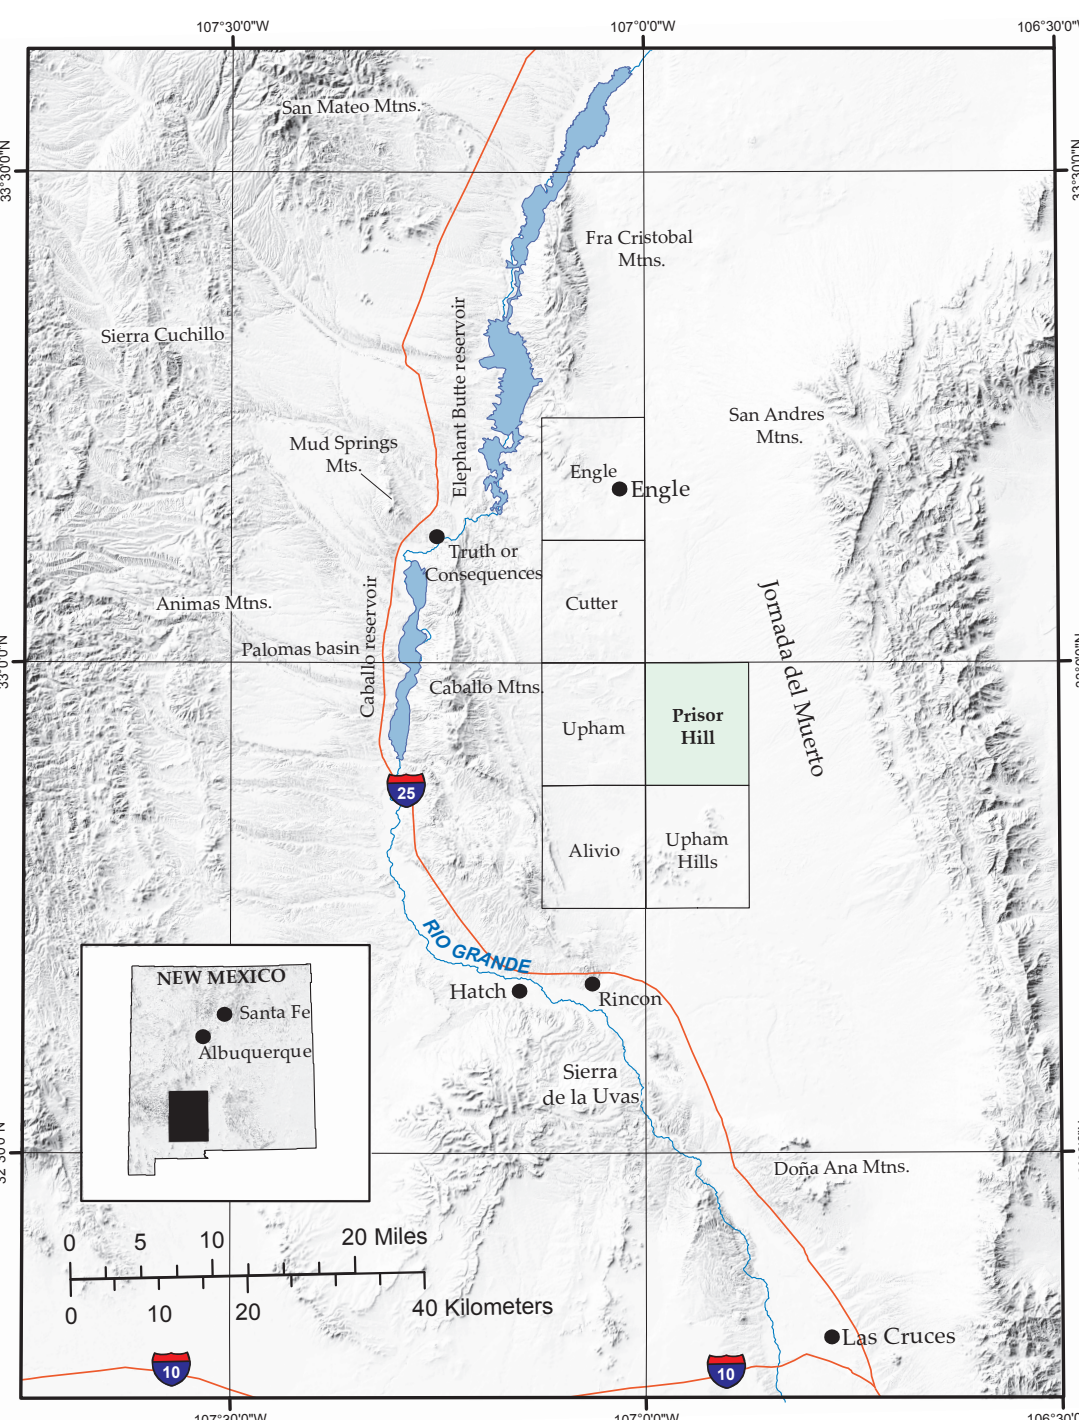 107°30'0"W
107°0'0"W
106°30'0"W
San Mateo Mtns.
33°30'0"N
33°30'0"N
Fra Cristobal
Mtns.
Sierra Cuchillo
Elephant Butte reservoir
San Andres
Mtns.
Mud Springs
Mts.
Engle
Engle
Truth or
Consequences
Caballo reservoir
Animas Mtns.
Cutter
Jornada del Muerto
Palomas basin
33°0'0"N
Caballo Mtns.
Upham
Prisor
Hill
25
Alivio
Upham
Hills
RIO GRANDE
NEW MEXICO
Santa Fe
Albuquerque
Hatch
Rincon
Sierra
de la Uvas
32°30'0"N
Doña Ana Mtns.
0 5 10 20 Miles
0 10 20 40 Kilometers
Las Cruces
10
10
107°30'0"W
107°0'0"W